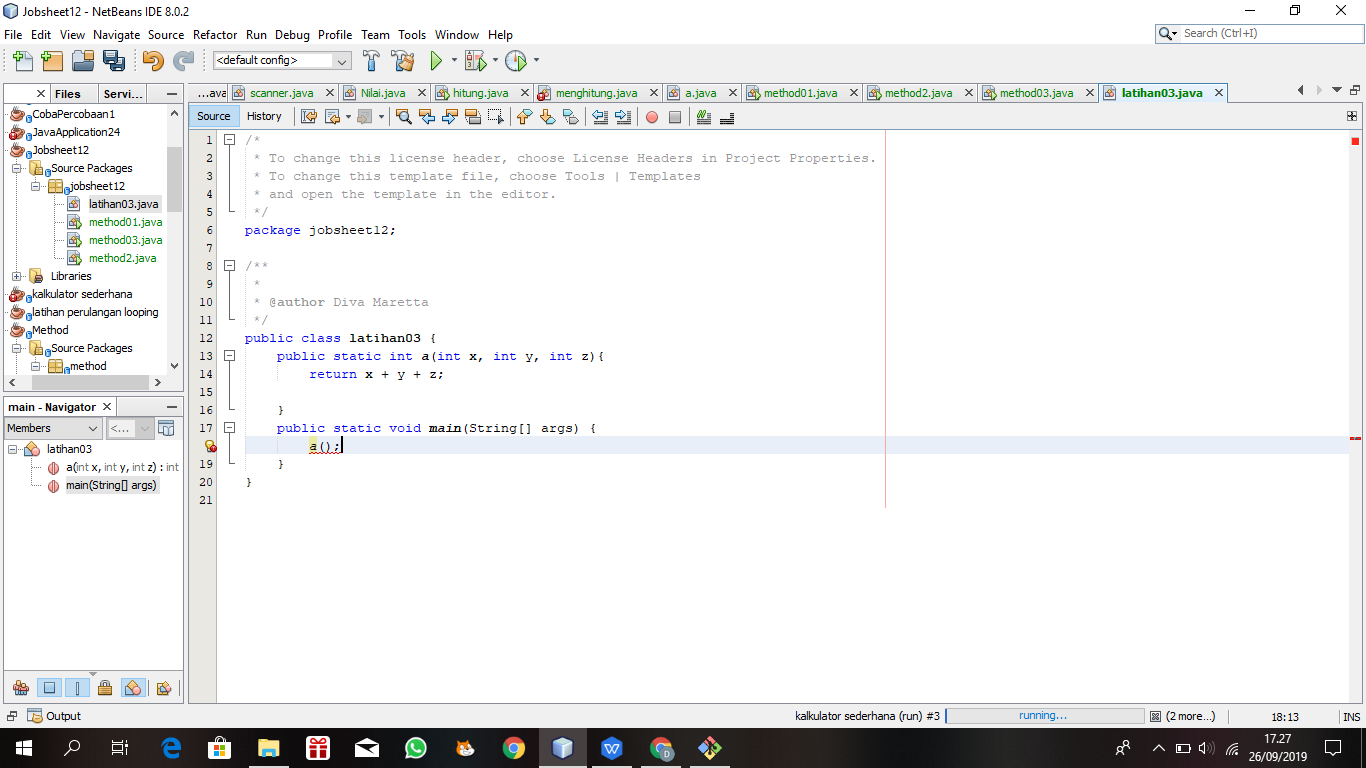 Jobsheet12 - NetBeans IDE 8.0.2
File Edit View Navigate Source Refactor Run Debug Profile Team Tools Window Help
Search (Ctrl+I)
<default config>
Files Servi...
...ava scanner.java Nilai.java hitung.java menghitung.java a.java method01.java method2.java method03.java latihan03.java
Source History
CobaPercobaan1
JavaApplication24
Jobsheet12
Source Packages
jobsheet12
latihan03.java
method01.java
method03.java
method2.java
Libraries
kalkulator sederhana
latihan perulangan looping
Method
Source Packages
method
main - Navigator
Members <...
latihan03
a(int x, int y, int z) : int
main(String[] args)
1 /*
2 * To change this license header, choose License Headers in Project Properties.
3 * To change this template file, choose Tools | Templates
4 * and open the template in the editor.
5 */
6 package jobsheet12;
7
8 /**
9 *
10 * @author Diva Maretta
11 */
12 public class latihan03 {
13 public static int a(int x, int y, int z){
14 return x + y + z;
15
16 }
17 public static void main(String[] args) {
a();
19 }
20 }
21
Output
kalkulator sederhana (run) #3 running... (2 more...) 18:13 INS
D
17.27
26/09/2019